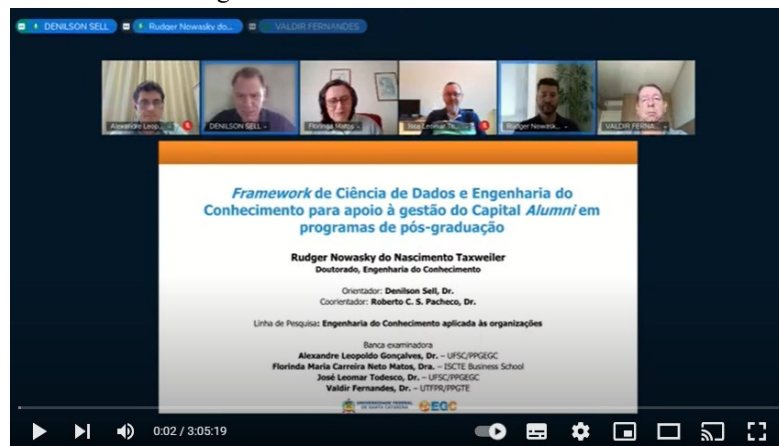 DENILSON SELL
Rudger Nowasky do...
VALDIR FERNANDES
Alexandre Leop...
DENILSON SELL
Florinda Matos
Rudger Nowask...
VALDIR FERNA...
Framework de Ciência de Dados e Engenharia do
Conhecimento para apoio à gestão do Capital Alumni em
programas de pós-graduação
Rudger Nowasky do Nascimento Taxweiler
Doutorado, Engenharia do Conhecimento
Orientador: Denilson Sell, Dr.
Coorientador: Roberto C. S. Pacheco, Dr.
Linha de Pesquisa: Engenharia do Conhecimento aplicada às organizações
Banca examinadora
Alexandre Leopoldo Gonçalves, Dr. – UFSC/PPGEGC
Florinda Maria Carreira Neto Matos, Dra. – ISCTE Business School
José Leomar Todesco, Dr. – UFSC/PPGEGC
Valdir Fernandes, Dr. – UTFPR/PPGTE
UNIVERSIDADE FEDERAL
DE SANTA CATARINA
EGC
0:02 / 3:05:19